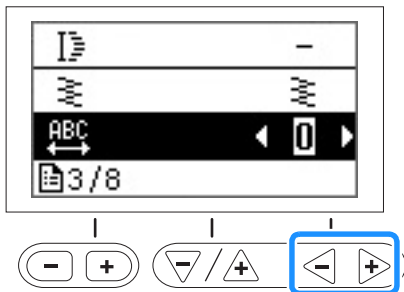 –
ABC 0
3/8
- +
- / +
- +